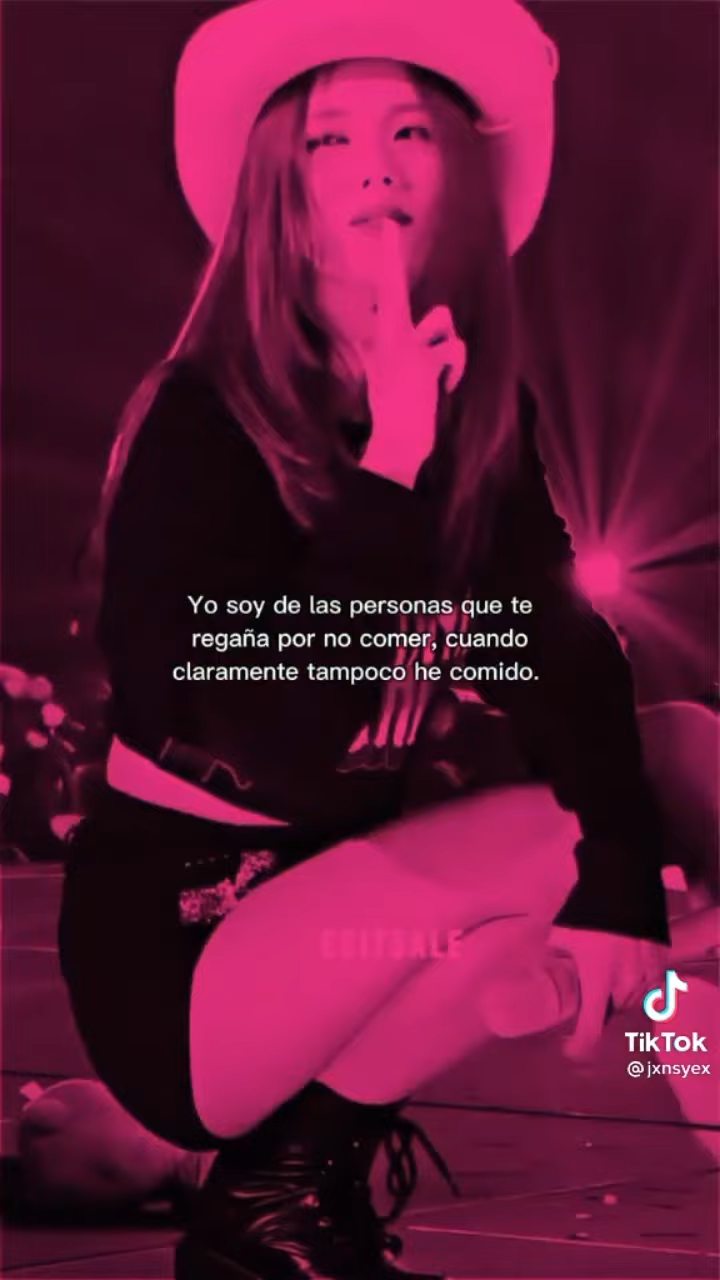 Yo soy de las personas que te
regaña por no comer, cuando
claramente tampoco he comido.
TikTok
@jxnsyex